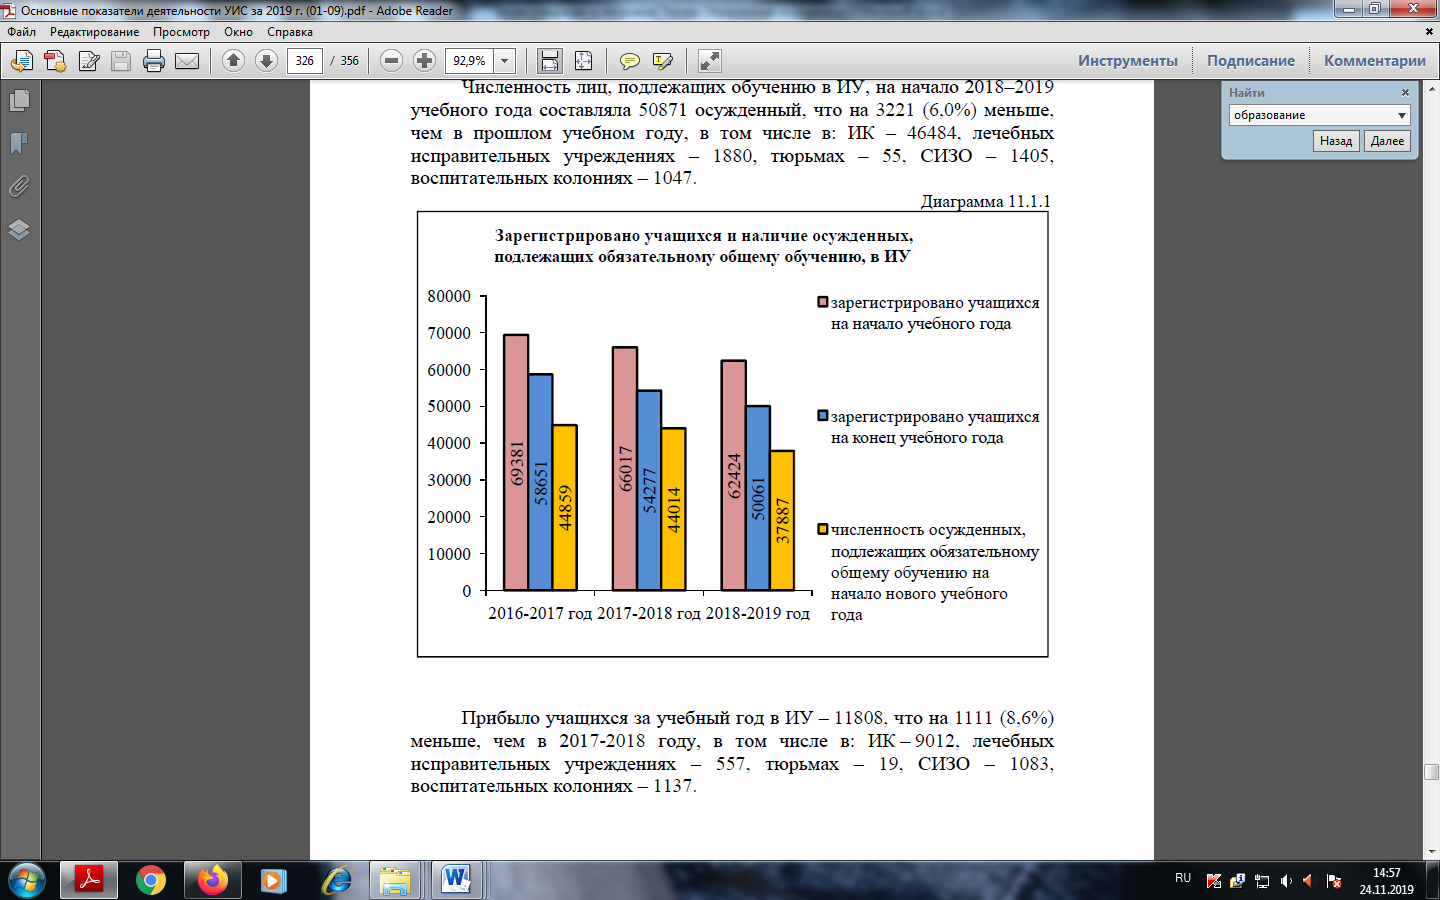 Основные показатели деятельности УИС за 2019 г. (01-09).pdf - Adobe Reader
Файл Редактирование Просмотр Окно Справка
326 / 356 92,9% Инструменты Подписание Комментарии
Найти
образование
Назад Далее
Численность лиц, подлежащих обучению в ИУ, на начало 2018–2019
учебного года составляла 50871 осужденный, что на 3221 (6,0%) меньше,
чем в прошлом учебном году, в том числе в: ИК – 46484, лечебных
исправительных учреждениях – 1880, тюрьмах – 55, СИЗО – 1405,
воспитательных колониях – 1047.
Диаграмма 11.1.1
Зарегистрировано учащихся и наличие осужденных,
подлежащих обязательному общему обучению, в ИУ
80000
70000
60000
50000
40000
30000
20000
10000
0
69381
58651
44859
66017
54277
44014
62424
50061
37887
2016-2017 год 2017-2018 год 2018-2019 год
зарегистрировано учащихся
на начало учебного года
зарегистрировано учащихся
на конец учебного года
численность осужденных,
подлежащих обязательному
общему обучению на
начало нового учебного
года
Прибыло учащихся за учебный год в ИУ – 11808, что на 1111 (8,6%)
меньше, чем в 2017-2018 году, в том числе в: ИК – 9012, лечебных
исправительных учреждениях – 557, тюрьмах – 19, СИЗО – 1083,
воспитательных колониях – 1137.
RU
14:57
24.11.2019